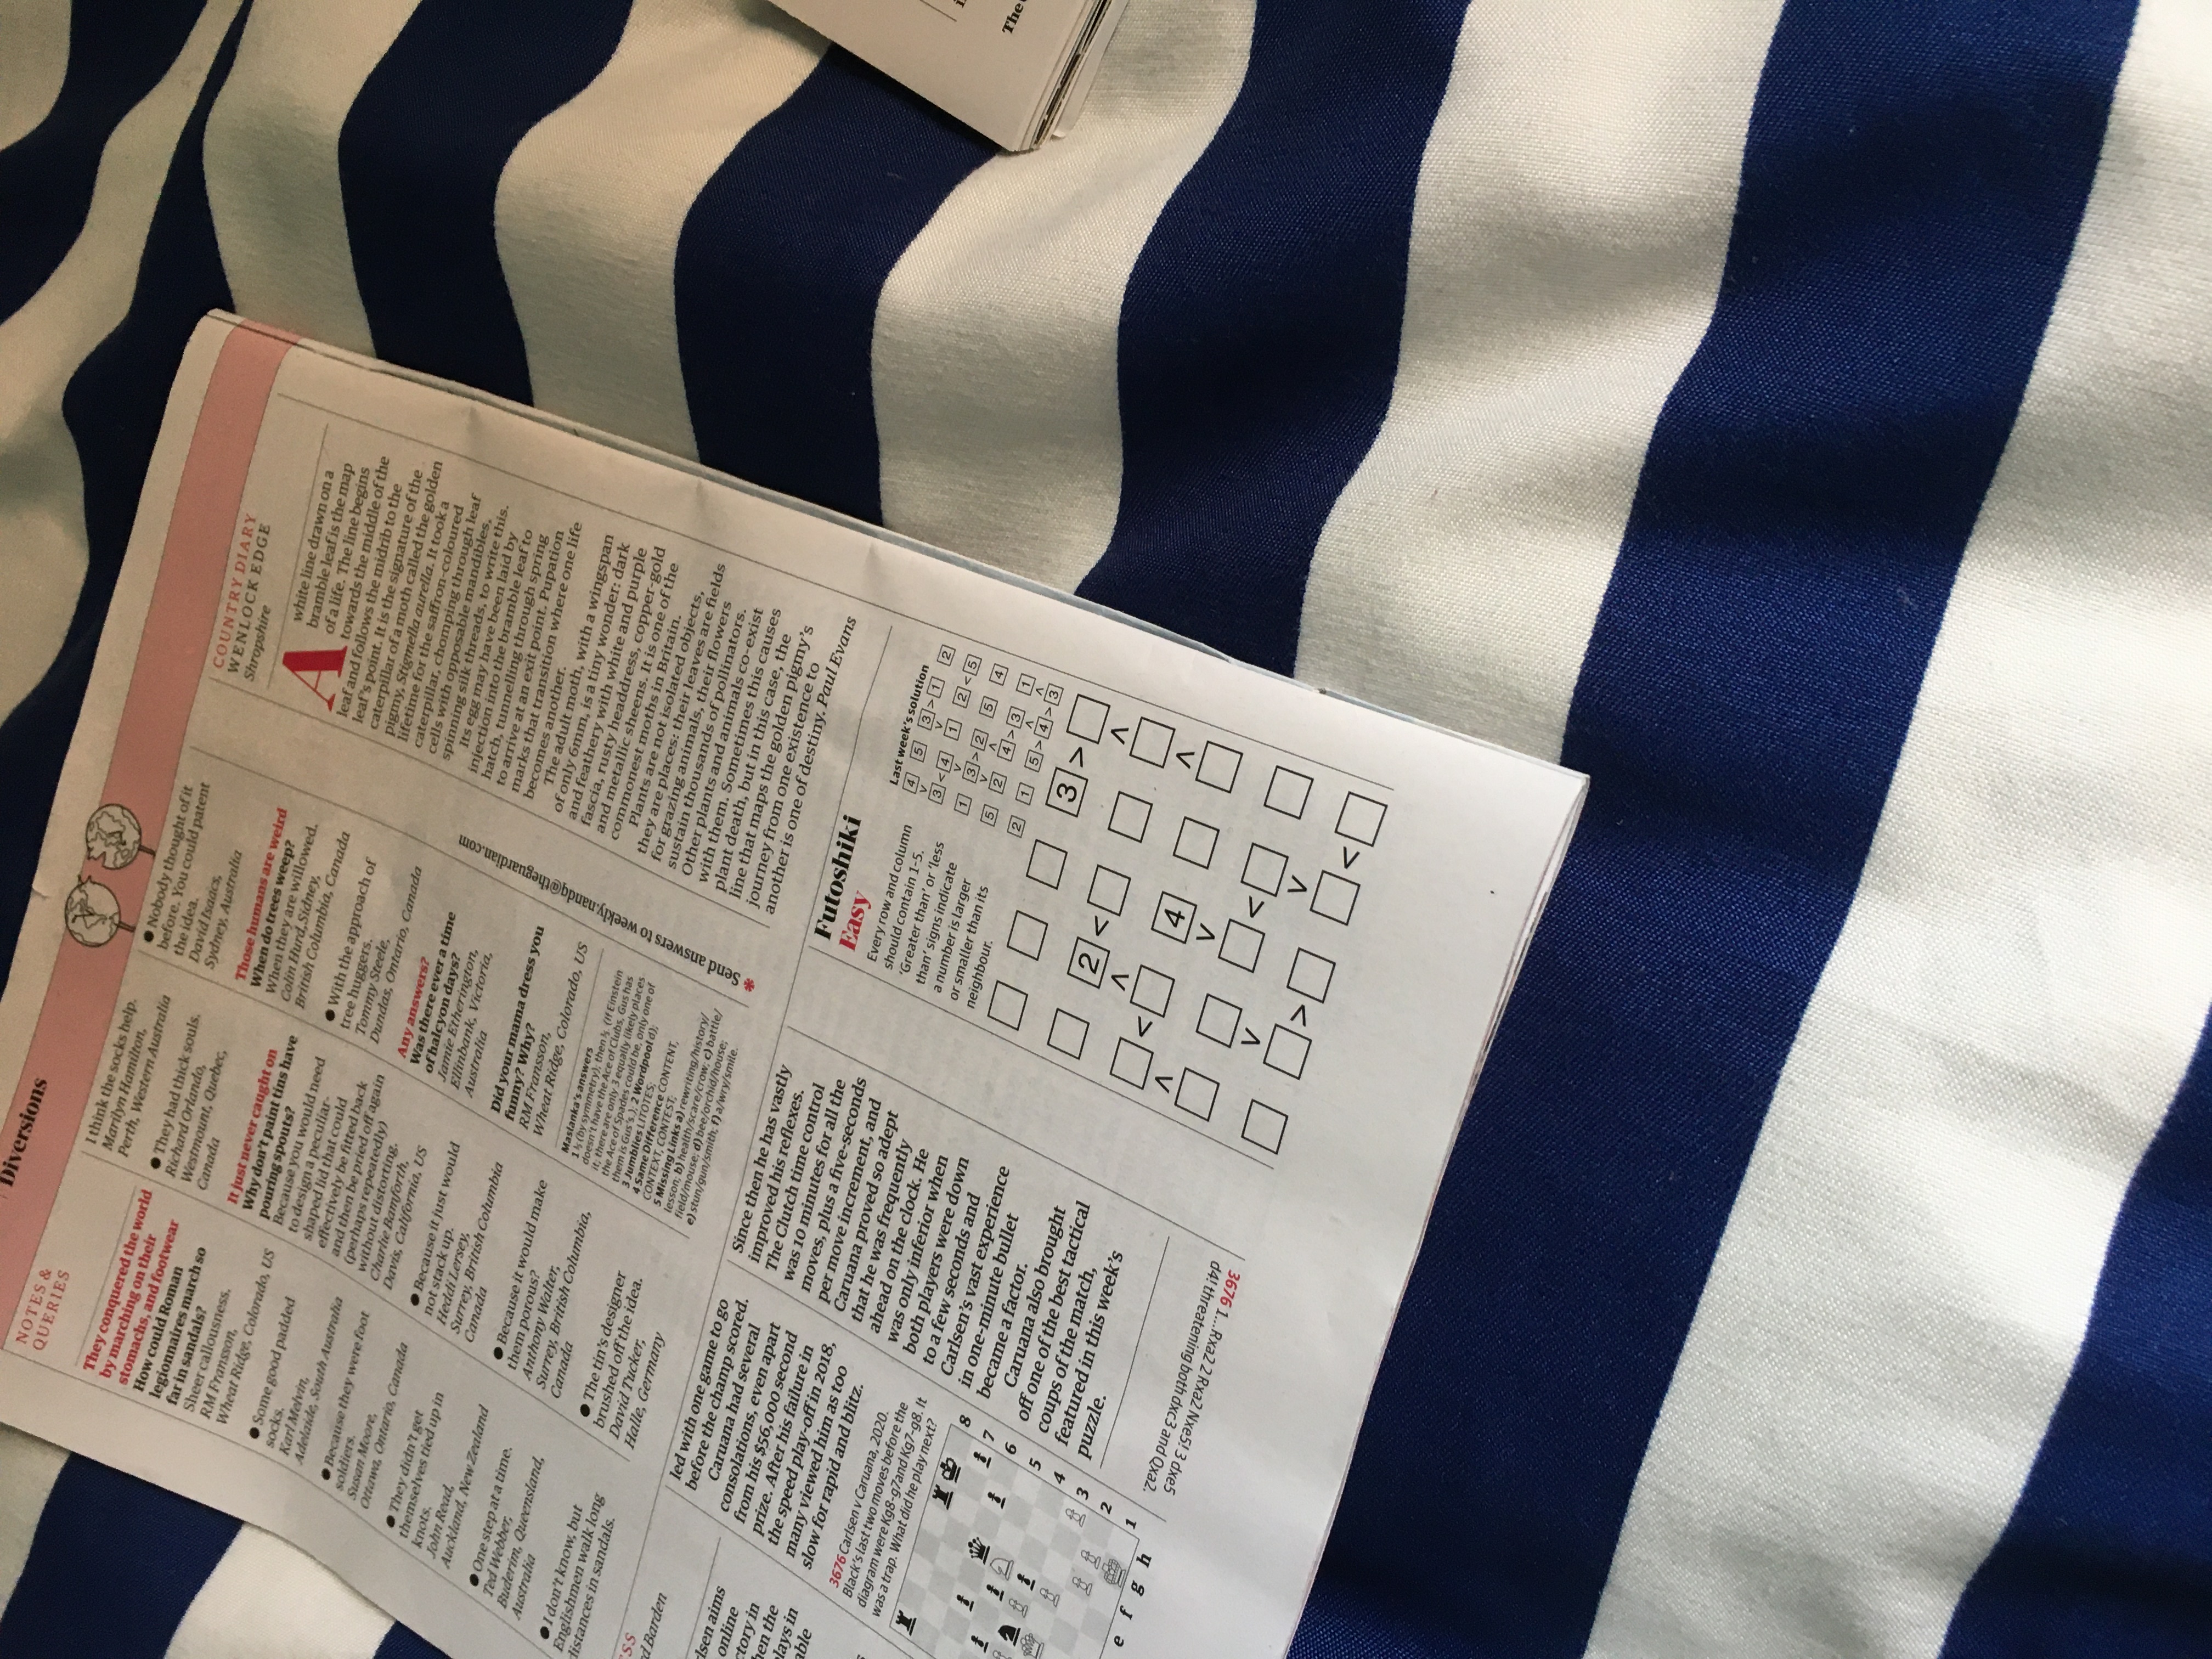 Diversions
NOTES &
QUERIES
They conquered the world
by marching on their
stomachs, and footwear
How could Roman
legionnaires march so
far in sandals?
Sheer callousness.
RM Fransson,
Wheat Ridge, Colorado, US
● Some good padded
socks.
Karl Melvin,
Adelaide, South Australia
● Because they were foot
soldiers.
Susan Moore,
Ottawa, Ontario, Canada
● They didn't get
themselves tied up in
knots.
John Read,
Auckland, New Zealand
● One step at a time.
Ted Webber,
Buderim, Queensland,
Australia
● I don't know, but
Englishmen walk long
distances in sandals.
I think the socks help.
Marilyn Hamilton,
Perth, Western Australia
● They had thick souls.
Richard Orlando,
Westmount, Quebec,
Canada
It just never caught on
Why don't paint tins have
pouring spouts?
Because you would need
to design a peculiar-
shaped lid that could
effectively be fitted back
and then be pried off again
(perhaps repeatedly)
without distorting.
Charlie Bamforth,
Davis, California, US
● Because it just would
not stack up.
Heddi Lersey,
Surrey, British Columbia
Canada
● Because it would make
them porous?
Anthony Walter,
Surrey, British Columbia,
Canada
● The tin's designer
brushed off the idea.
David Tucker,
Halle, Germany
● Nobody thought of it
before. You could patent
the idea.
David Isaacs,
Sydney, Australia
Those humans are weird
When do trees weep?
When they are willowed.
Colin Hurd, Sidney,
British Columbia, Canada
● With the approach of
tree huggers.
Tommy Steele,
Dundas, Ontario, Canada
Any answers?
Was there ever a time
of halcyon days?
Jamie Etherington,
Ellinbank, Victoria,
Australia
Did your mama dress you
funny? Why?
RM Fransson,
Wheat Ridge, Colorado, US
Maslanka's answers
1 ½ (by symmetry); then ⅓ (If Einstein
doesn't have the Ace of Clubs, Gus has
it, there are only 3 equally likely places
the Ace of Spades could be, only one of
them is Gus's.); 2 Wordpool d);
3 Jumblies LITOTES;
4 Same Difference CONTENT,
CONTEXT, CONTEST;
5 Missing Links a) rewriting/history/
lesson; b) health/scare/crow; c) battle/
field/mouse; d) bee/orchid/house;
e) stun/gun/smith, f) a/wry/smile.
* Send answers to weekly.nandq@theguardian.com
COUNTRY DIARY
WENLOCK EDGE
Shropshire
A white line drawn on a
bramble leaf is the map
of a life. The line begins
towards the middle of the
leaf and follows the midrib to the
leaf's point. It is the signature of the
caterpillar of a moth called the golden
pigmy, Stigmella aurella. It took a
lifetime for the saffron-coloured
caterpillar, chomping through leaf
cells with opposable mandibles,
spinning silk threads, to write this.
Its egg may have been laid by
injection into the bramble leaf to
hatch, tunnelling through spring
to arrive at an exit point. Pupation
marks that transition where one life
becomes another.
The adult moth, with a wingspan
of only 6mm, is a tiny wonder: dark
and feathery with white and purple
fascia, rusty headdress, copper-gold
and metallic sheens. It is one of the
commonest moths in Britain.
Plants are not isolated objects,
they are places: their leaves are fields
for grazing animals, their flowers
sustain thousands of pollinators.
Other plants and animals co-exist
with them. Sometimes this causes
plant death, but in this case, the
line that maps the golden pigmy's
journey from one existence to
another is one of destiny. Paul Evans
ESS
rd Barden
lsen aims
online
ctory in
hen the
lays in
able
led with one game to go
before the champ scored.
Caruana had several
consolations, even apart
from his $56,000 second
prize. After his failure in
the speed play-off in 2018,
many viewed him as too
slow for rapid and blitz.
3676 Carlsen v Caruana, 2020.
Black's last two moves before the
diagram were Kg8-g7and Kg7-g8. It
was a trap. What did he play next?
8
7
6
5
4
3
2
1
e f g h
Since then he has vastly
improved his reflexes.
The Clutch time control
was 10 minutes for all the
moves, plus a five-seconds
per move increment, and
Caruana proved so adept
that he was frequently
ahead on the clock. He
was only inferior when
both players were down
to a few seconds and
Carlsen's vast experience
in one-minute bullet
became a factor.
Caruana also brought
off one of the best tactical
coups of the match,
featured in this week's
puzzle.
3676 1...Rxa2 2 Rxa2 Nxe5! 3 dxe5
d4! threatening both dxc3 and Qxa2.
Futoshiki
Easy
Every row and column
should contain 1-5.
'Greater than' or 'less
than' signs indicate
a number is larger
or smaller than its
neighbour.
Last week's solution
4 5 3 > 1 2
v v
3 < 4 1 2 < 5
v
1 3 > 2 5 4
v ^
5 2 4 > 3 1
^ ^
2 1 5 > 4 > 3
3 >
^
2 <
^ ^
< 4
^ v ^
<
v v
> <
The